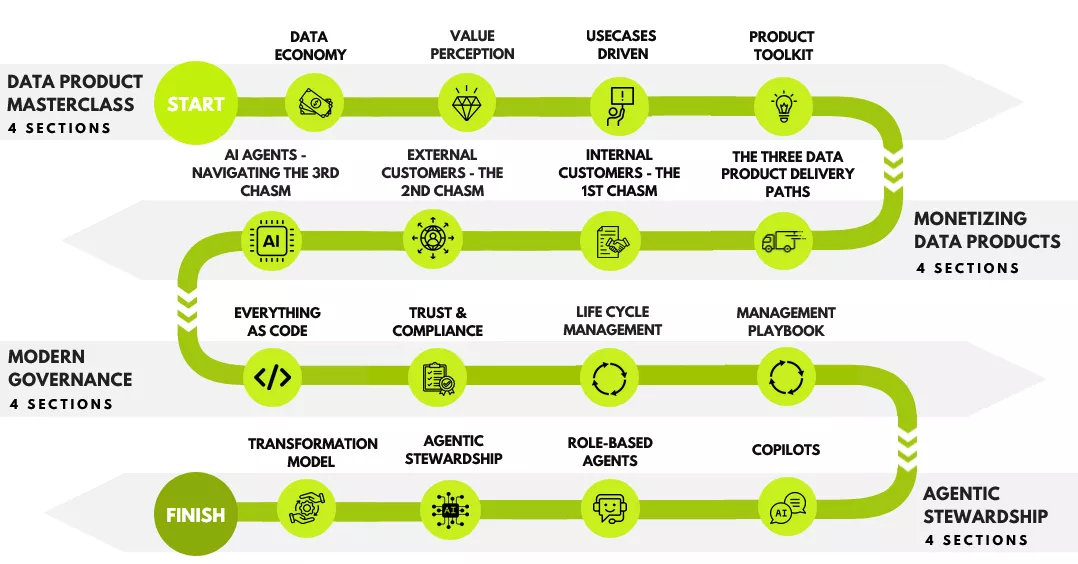 DATA PRODUCT
MASTERCLASS
4 SECTIONS
START
DATA
ECONOMY
VALUE
PERCEPTION
USECASES
DRIVEN
PRODUCT
TOOLKIT
MONETIZING
DATA PRODUCTS
4 SECTIONS
THE THREE DATA
PRODUCT DELIVERY
PATHS
INTERNAL
CUSTOMERS - THE
1ST CHASM
EXTERNAL
CUSTOMERS - THE
2ND CHASM
AI AGENTS -
NAVIGATING THE 3RD
CHASM
AI
MODERN
GOVERNANCE
4 SECTIONS
EVERYTHING
AS CODE
TRUST &
COMPLIANCE
LIFE CYCLE
MANAGEMENT
MANAGEMENT
PLAYBOOK
AGENTIC
STEWARDSHIP
4 SECTIONS
COPILOTS
AI
ROLE-BASED
AGENTS
AGENTIC
STEWARDSHIP
AI
TRANSFORMATION
MODEL
FINISH